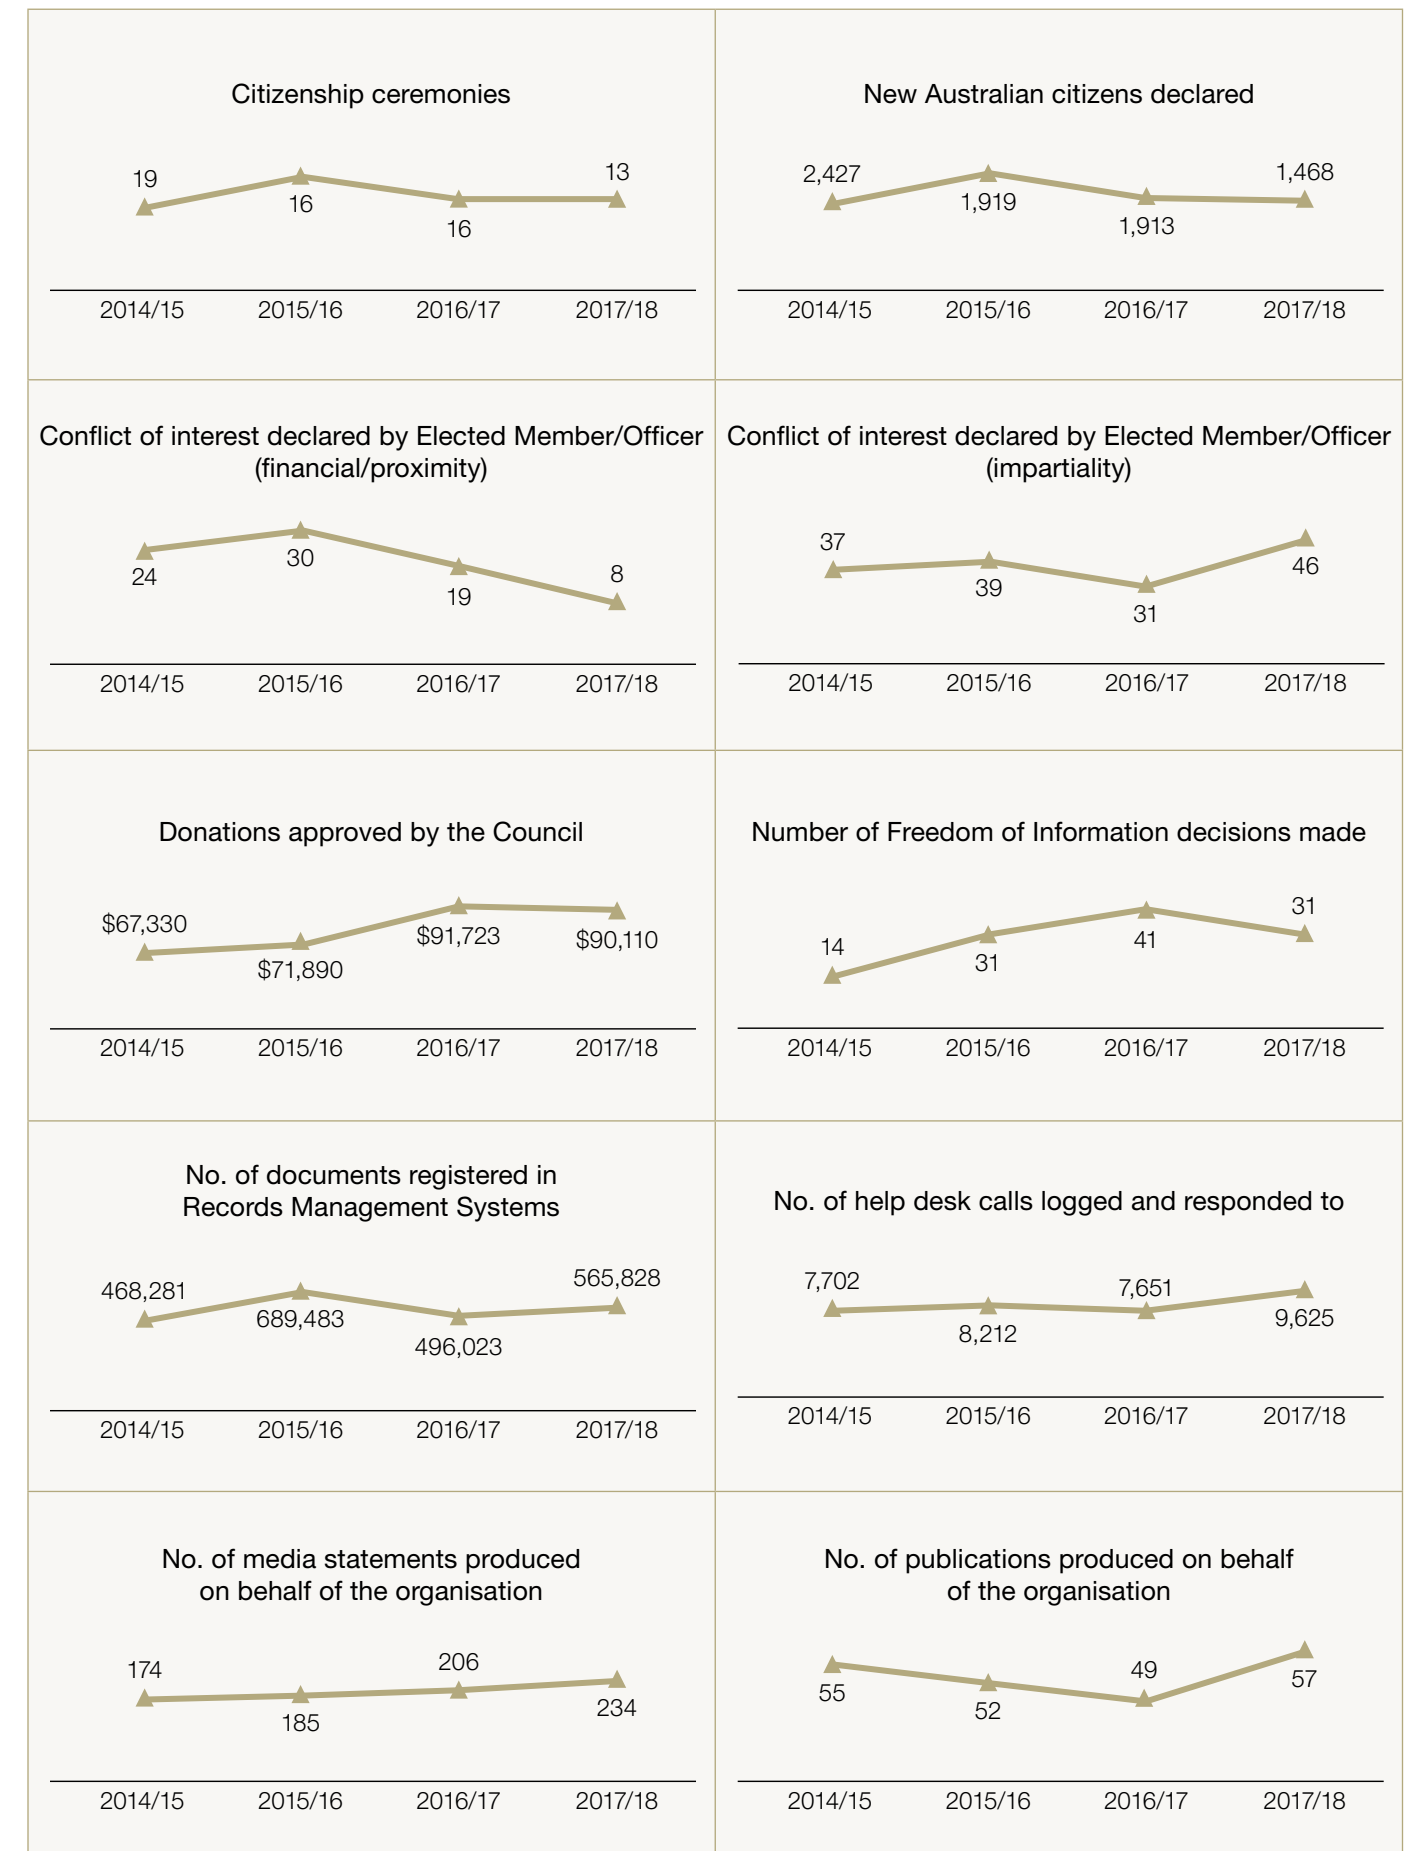 Citizenship ceremonies
19
16
16
13
2014/15 2015/16 2016/17 2017/18
New Australian citizens declared
2,427
1,919
1,913
1,468
2014/15 2015/16 2016/17 2017/18
Conflict of interest declared by Elected Member/Officer
(financial/proximity)
24
30
19
8
2014/15 2015/16 2016/17 2017/18
Conflict of interest declared by Elected Member/Officer
(impartiality)
37
39
31
46
2014/15 2015/16 2016/17 2017/18
Donations approved by the Council
$67,330
$71,890
$91,723
$90,110
2014/15 2015/16 2016/17 2017/18
Number of Freedom of Information decisions made
14
31
41
31
2014/15 2015/16 2016/17 2017/18
No. of documents registered in
Records Management Systems
468,281
689,483
496,023
565,828
2014/15 2015/16 2016/17 2017/18
No. of help desk calls logged and responded to
7,702
8,212
7,651
9,625
2014/15 2015/16 2016/17 2017/18
No. of media statements produced
on behalf of the organisation
174
185
206
234
2014/15 2015/16 2016/17 2017/18
No. of publications produced on behalf
of the organisation
55
52
49
57
2014/15 2015/16 2016/17 2017/18